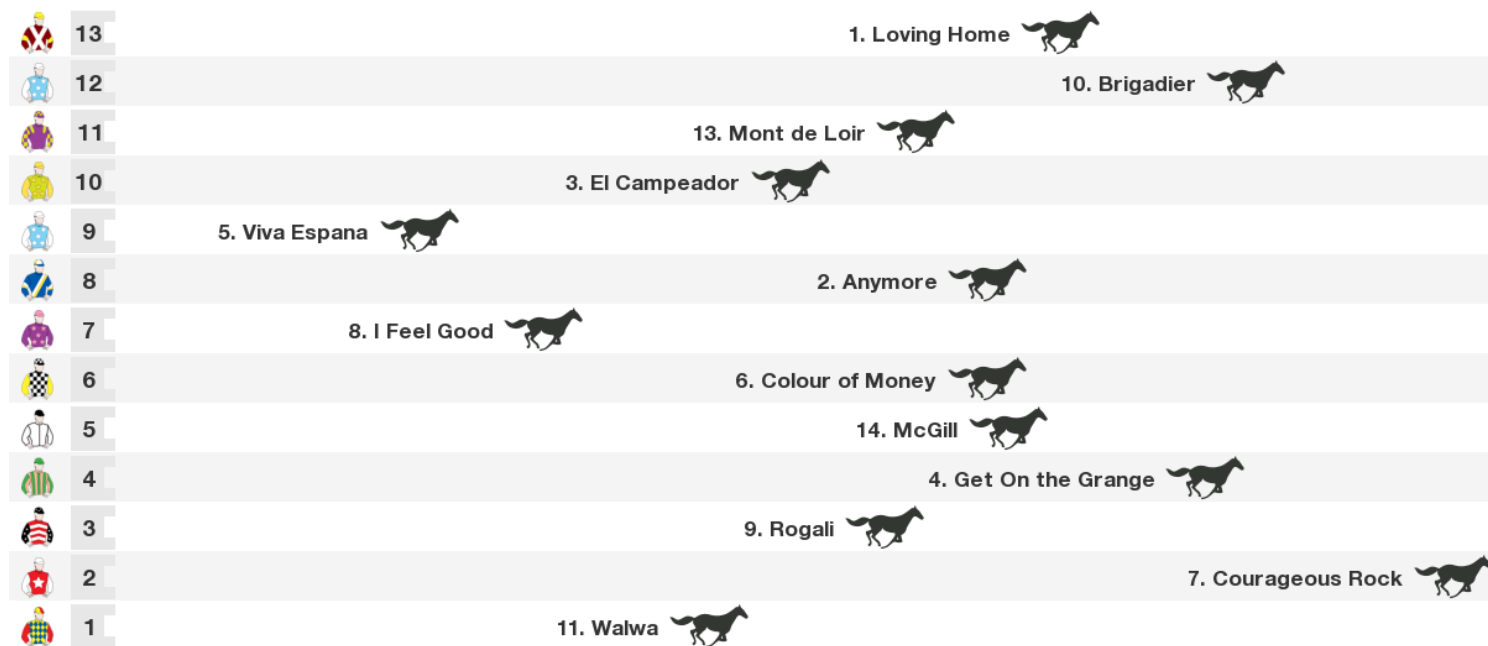 13 1. Loving Home
12 10. Brigadier
11 13. Mont de Loir
10 3. El Campeador
9 5. Viva Espana
8 2. Anymore
7 8. I Feel Good
6 6. Colour of Money
5 14. McGill
4 4. Get On the Grange
3 9. Rogali
2 7. Courageous Rock
1 11. Walwa